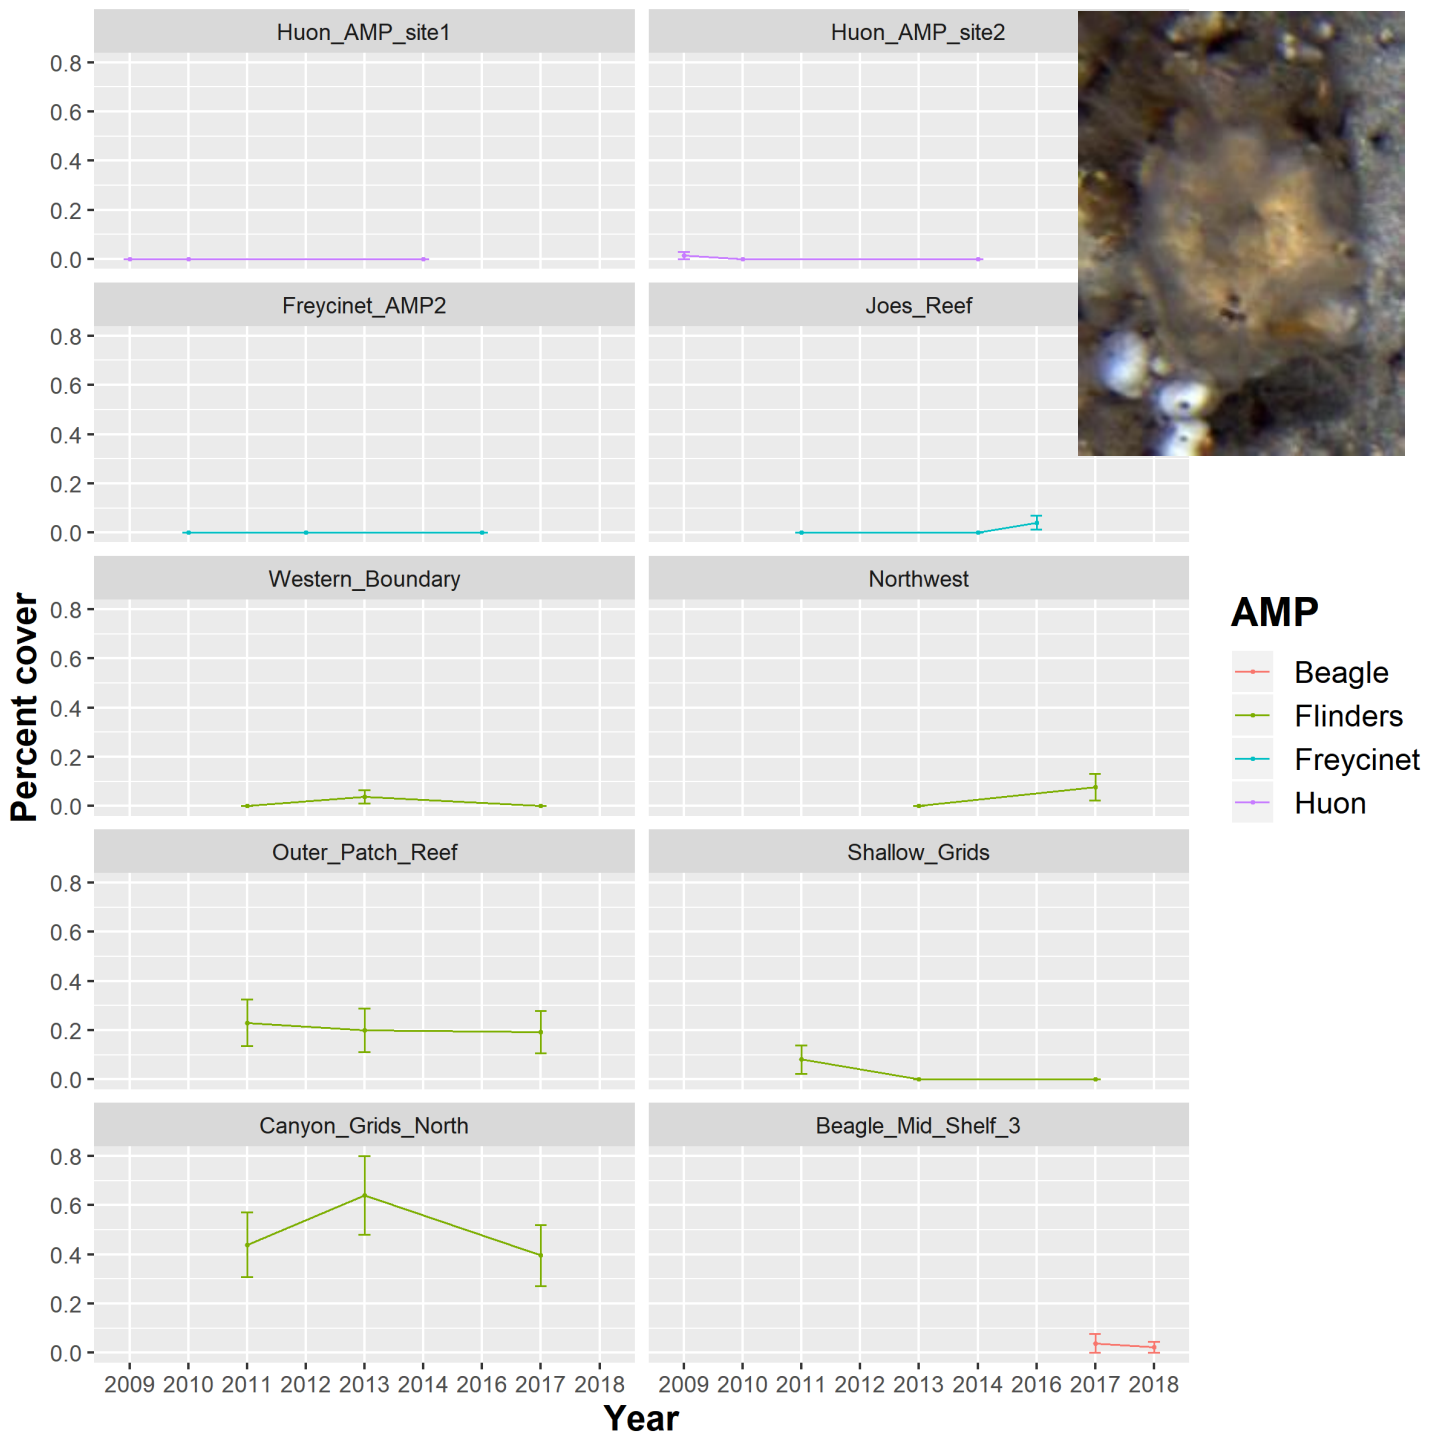 Huon_AMP_site1
Huon_AMP_site2
0.8
0.6
0.4
0.2
0.0
Freycinet_AMP2
Joes_Reef
0.8
0.6
0.4
0.2
0.0
Western_Boundary
Northwest
0.8
0.6
0.4
0.2
0.0
Outer_Patch_Reef
Shallow_Grids
0.8
0.6
0.4
0.2
0.0
Canyon_Grids_North
Beagle_Mid_Shelf_3
0.8
0.6
0.4
0.2
0.0
2009 2010 2011 2012 2013 2014 2016 2017 2018
2009 2010 2011 2012 2013 2014 2016 2017 2018
Year
Percent cover
AMP
Beagle
Flinders
Freycinet
Huon